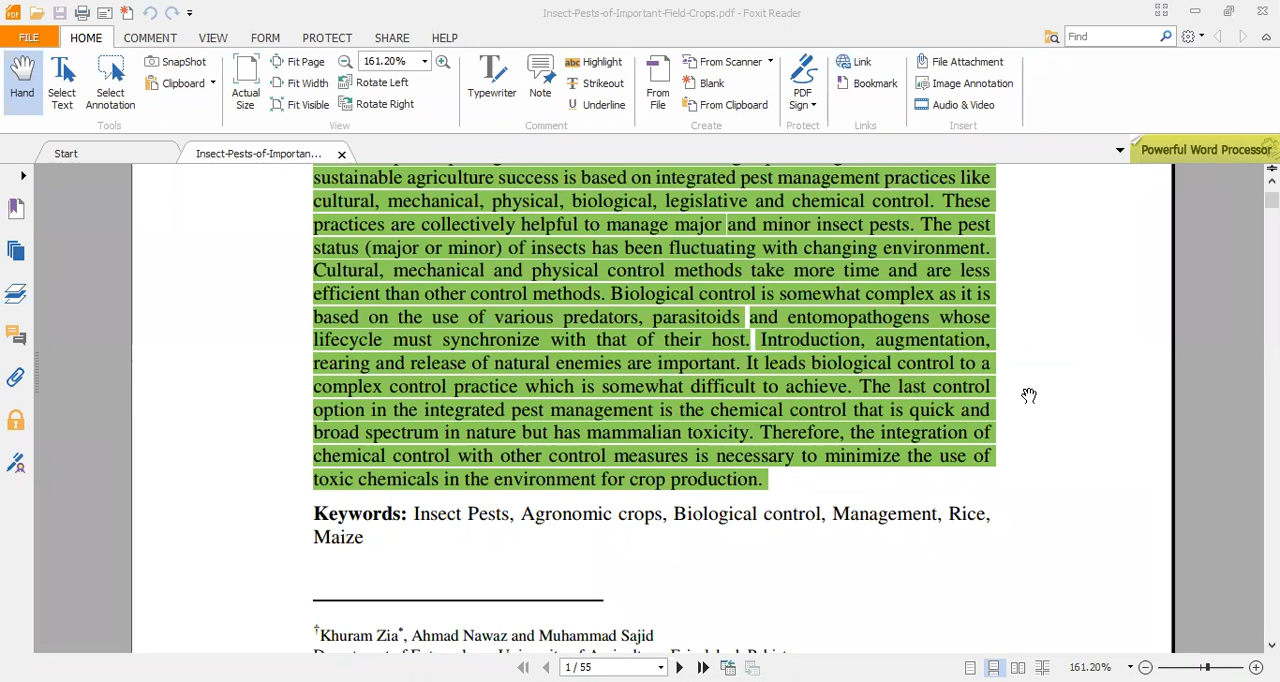 Insect-Pests-of-Important-Field-Crops.pdf - Foxit Reader
FILE HOME COMMENT VIEW FORM PROTECT SHARE HELP Find
Hand
Select Text
Select Annotation
SnapShot
Clipboard
Tools
Actual Size
Fit Page
Fit Width
Fit Visible
161.20%
Rotate Left
Rotate Right
View
Typewriter
Note
Highlight
Strikeout
Underline
Comment
From File
From Scanner
Blank
From Clipboard
Create
PDF Sign
Protect
Link
Bookmark
Links
File Attachment
Image Annotation
Audio & Video
Insert
Start
Insect-Pests-of-Importan...
Powerful Word Processor
sustainable agriculture success is based on integrated pest management practices like
cultural, mechanical, physical, biological, legislative and chemical control. These
practices are collectively helpful to manage major and minor insect pests. The pest
status (major or minor) of insects has been fluctuating with changing environment.
Cultural, mechanical and physical control methods take more time and are less
efficient than other control methods. Biological control is somewhat complex as it is
based on the use of various predators, parasitoids and entomopathogens whose
lifecycle must synchronize with that of their host. Introduction, augmentation,
rearing and release of natural enemies are important. It leads biological control to a
complex control practice which is somewhat difficult to achieve. The last control
option in the integrated pest management is the chemical control that is quick and
broad spectrum in nature but has mammalian toxicity. Therefore, the integration of
chemical control with other control measures is necessary to minimize the use of
toxic chemicals in the environment for crop production.
Keywords: Insect Pests, Agronomic crops, Biological control, Management, Rice,
Maize
†Khuram Zia*, Ahmad Nawaz and Muhammad Sajid
1 / 55
161.20%